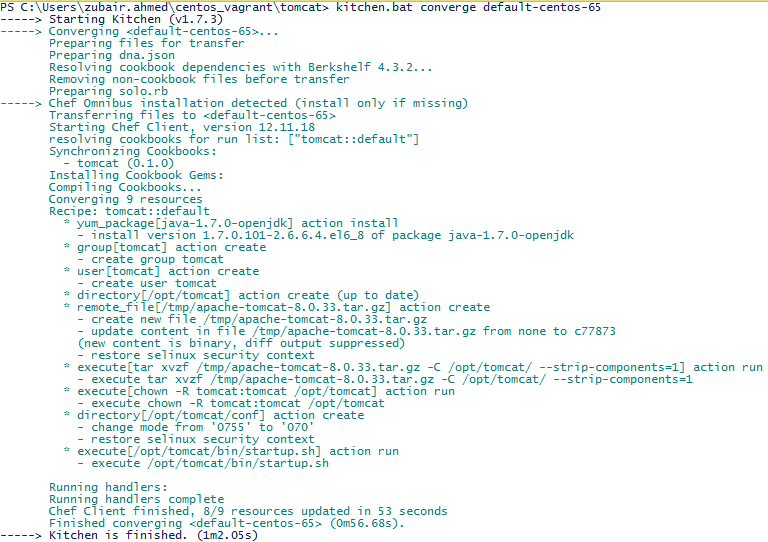 PS C:\Users\zubair.ahmed\centos_vagrant\tomcat> kitchen.bat converge default-centos-65
-----> Starting Kitchen (v1.7.3)
-----> Converging <default-centos-65>...
Preparing files for transfer
Preparing dna.json
Resolving cookbook dependencies with Berkshelf 4.3.2...
Removing non-cookbook files before transfer
Preparing solo.rb
-----> Chef Omnibus installation detected (install only if missing)
Transferring files to <default-centos-65>
Starting Chef Client, version 12.11.18
resolving cookbooks for run list: ["tomcat::default"]
Synchronizing Cookbooks:
- tomcat (0.1.0)
Installing Cookbook Gems:
Compiling Cookbooks...
Converging 9 resources
Recipe: tomcat::default
* yum_package[java-1.7.0-openjdk] action install
- install version 1.7.0.101-2.6.6.4.el6_8 of package java-1.7.0-openjdk
* group[tomcat] action create
- create group tomcat
* user[tomcat] action create
- create user tomcat
* directory[/opt/tomcat] action create (up to date)
* remote_file[/tmp/apache-tomcat-8.0.33.tar.gz] action create
- create new file /tmp/apache-tomcat-8.0.33.tar.gz
- update content in file /tmp/apache-tomcat-8.0.33.tar.gz from none to c77873
(new content is binary, diff output suppressed)
- restore selinux security context
* execute[tar xvzf /tmp/apache-tomcat-8.0.33.tar.gz -C /opt/tomcat/ --strip-components=1] action run
- execute tar xvzf /tmp/apache-tomcat-8.0.33.tar.gz -C /opt/tomcat/ --strip-components=1
* execute[chown -R tomcat:tomcat /opt/tomcat] action run
- execute chown -R tomcat:tomcat /opt/tomcat
* directory[/opt/tomcat/conf] action create
- change mode from '0755' to '070'
- restore selinux security context
* execute[/opt/tomcat/bin/startup.sh] action run
- execute /opt/tomcat/bin/startup.sh
Running handlers:
Running handlers complete
Chef Client finished, 8/9 resources updated in 53 seconds
Finished converging <default-centos-65> (0m56.68s).
-----> Kitchen is finished. (1m2.05s)